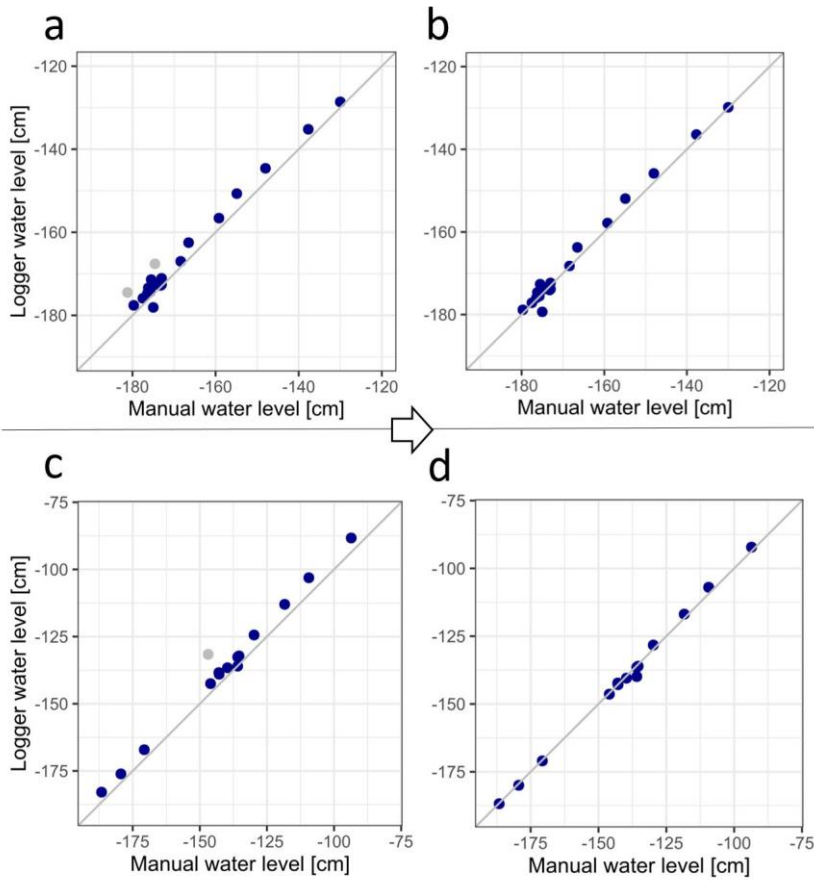 a
b
-120
-140
-160
-180
Logger water level [cm]
-180 -160 -140 -120
Manual water level [cm]
-120
-140
-160
-180
-180 -160 -140 -120
Manual water level [cm]
c
d
-75
-100
-125
-150
-175
Logger water level [cm]
-175 -150 -125 -100 -75
Manual water level [cm]
-75
-100
-125
-150
-175
-175 -150 -125 -100 -75
Manual water level [cm]